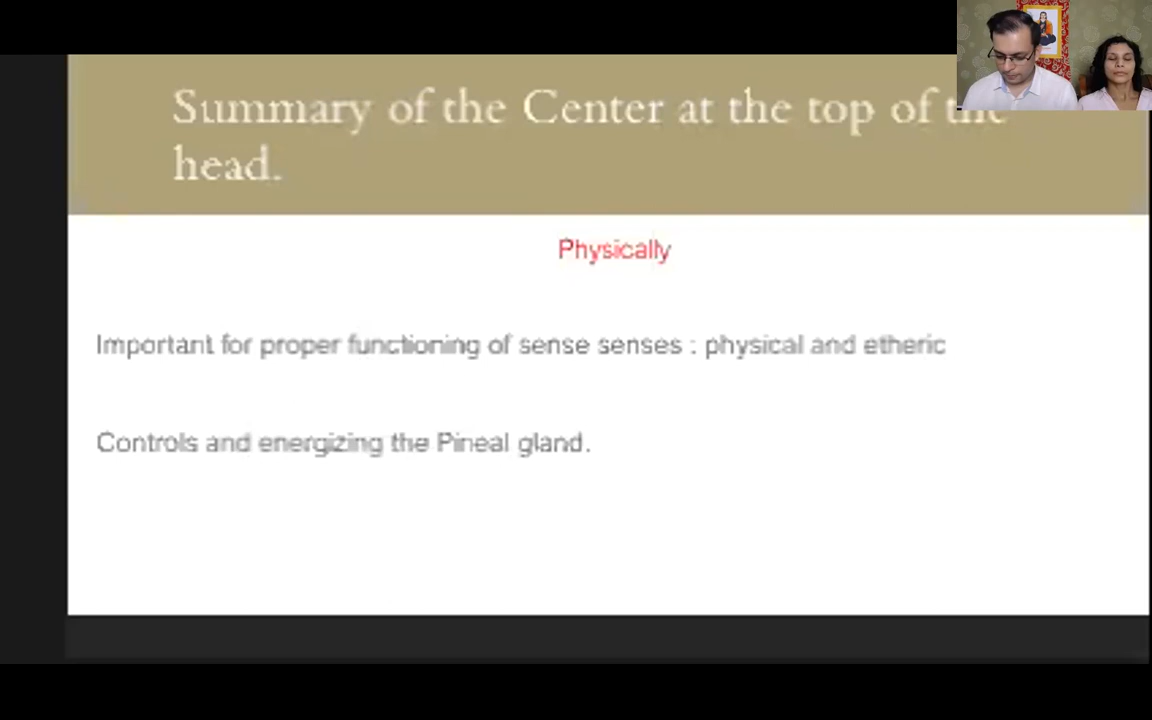 Summary of the Center at the top of the
head.
Physically
Important for proper functioning of sense senses : physical and etheric
Controls and energizing the Pineal gland.